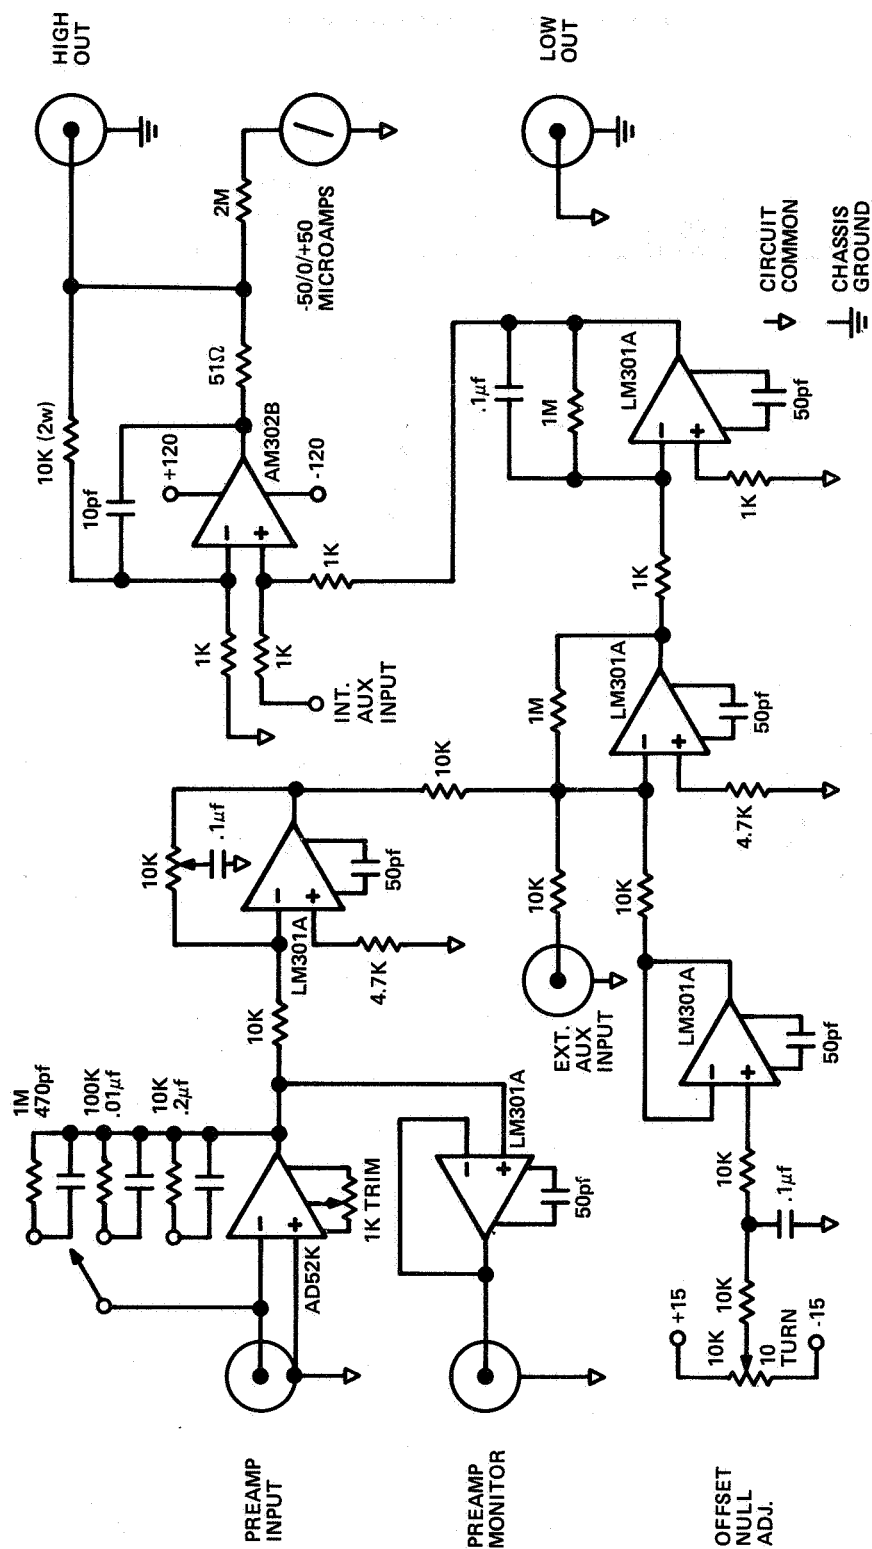 HIGH
OUT
10K (2w)
10pf
+120
-120
AM302B
51Ω
2M
-50/0/+50
MICROAMPS
-
+
1K
1K
1K
INT.
AUX
INPUT
LOW
OUT
1M
470pf
100K
.01µf
10K
.2µf
-
+
AD52K
1K TRIM
PREAMP
INPUT
10K
10K
.1µf
-
+
LM301A
50pf
4.7K
10K
-
+
LM301A
50pf
PREAMP
MONITOR
EXT.
AUX
INPUT
10K
10K
1M
-
+
LM301A
50pf
4.7K
1K
.1µf
1M
-
+
LM301A
50pf
1K
-
+
LM301A
50pf
10K
.1µf
10K
+15
10K
10
TURN
-15
OFFSET
NULL
ADJ.
CIRCUIT
COMMON
CHASSIS
GROUND